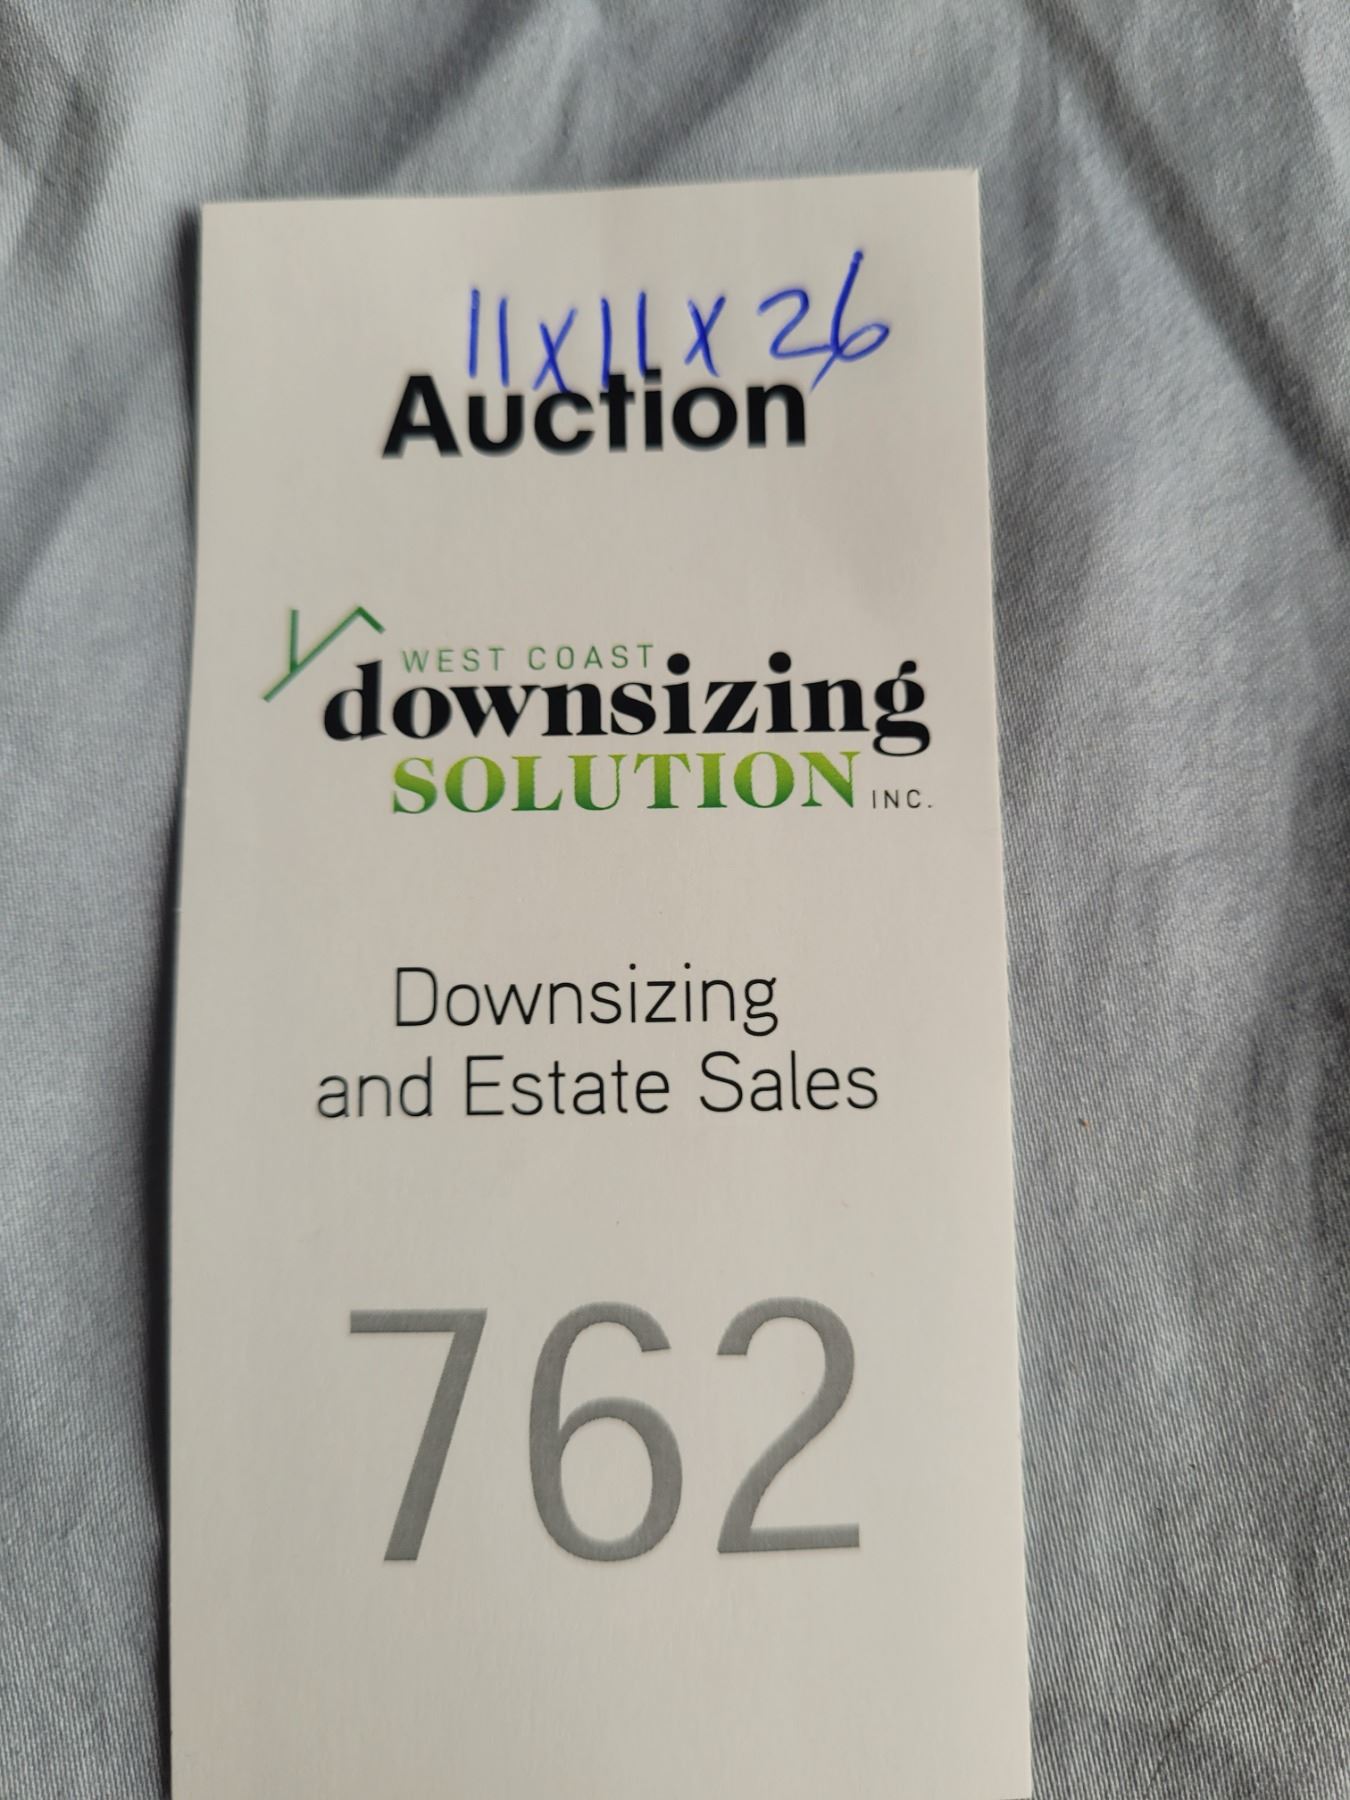 11x11x26
Auction
WEST COAST
downsizing
SOLUTION INC.
Downsizing
and Estate Sales
762